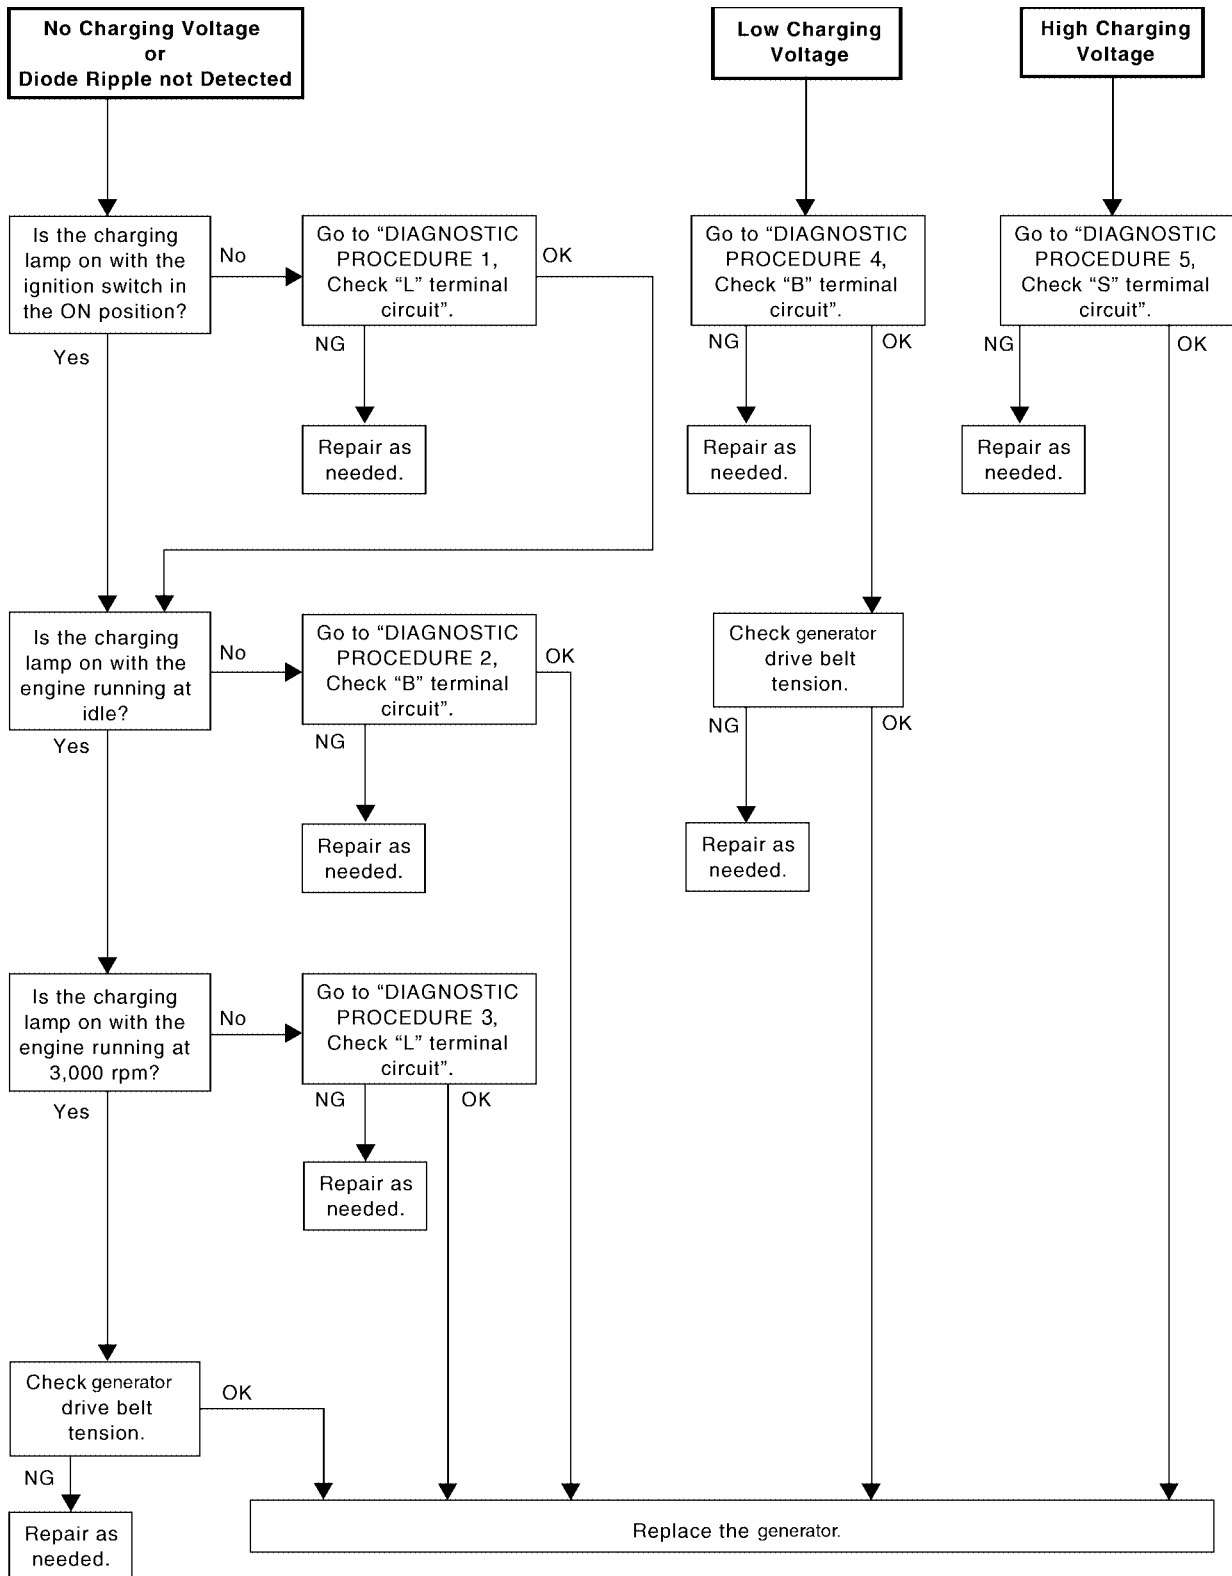 No Charging Voltage
or
Diode Ripple not Detected
Low Charging
Voltage
High Charging
Voltage
Is the charging
lamp on with the
ignition switch in
the ON position?
No
Yes
Go to “DIAGNOSTIC
PROCEDURE 1,
Check “L” terminal
circuit”.
OK
NG
Repair as
needed.
Go to “DIAGNOSTIC
PROCEDURE 4,
Check “B” terminal
circuit”.
NG
OK
Repair as
needed.
Go to “DIAGNOSTIC
PROCEDURE 5,
Check “S” termimal
circuit”.
NG
OK
Repair as
needed.
Is the charging
lamp on with the
engine running at
idle?
No
Yes
Go to “DIAGNOSTIC
PROCEDURE 2,
Check “B” terminal
circuit”.
OK
NG
Repair as
needed.
Check generator
drive belt
tension.
NG
OK
Repair as
needed.
Is the charging
lamp on with the
engine running at
3,000 rpm?
No
Yes
Go to “DIAGNOSTIC
PROCEDURE 3,
Check “L” terminal
circuit”.
NG
OK
Repair as
needed.
Check generator
drive belt
tension.
OK
NG
Repair as
needed.
Replace the generator.